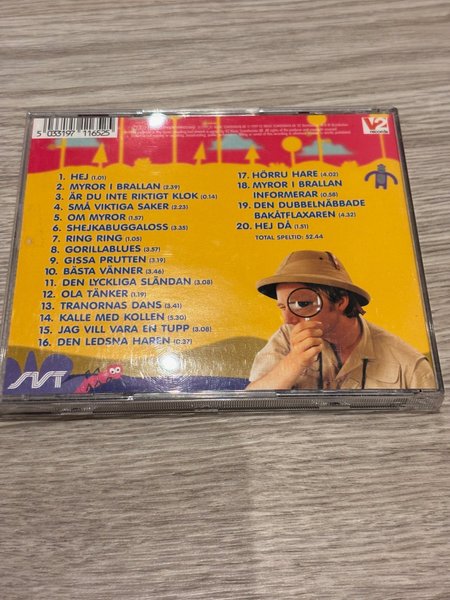 5 033197 116525
V2
records
1. HEJ (1.01)
2. MYROR I BRALLAN (2.39)
3. ÄR DU INTE RIKTIGT KLOK (0.14)
4. SMÅ VIKTIGA SAKER (2.23)
5. OM MYROR (1.57)
6. SHEJKABUGGALOSS (3.35)
7. RING RING (1.05)
8. GORILLABLUES (3.57)
9. GISSA PRUTTEN (3.19)
10. BÄSTA VÄNNER (3.46)
11. DEN LYCKLIGA SLÄNDAN (3.08)
12. OLA TÄNKER (1.19)
13. TRANORNAS DANS (3.41)
14. KALLE MED KOLLEN (5.30)
15. JAG VILL VARA EN TUPP (3.08)
16. DEN LEDSNA HAREN (C.37)
17. HÖRRU HARE (4.02)
18. MYROR I BRALLAN
INFORMERAR (0.58)
19. DEN DUBBELNÄBBADE
BAKÅTFLAXAREN (4.32)
20. HEJ DÅ (1.51)
TOTAL SPELTID: 52.44
SVT